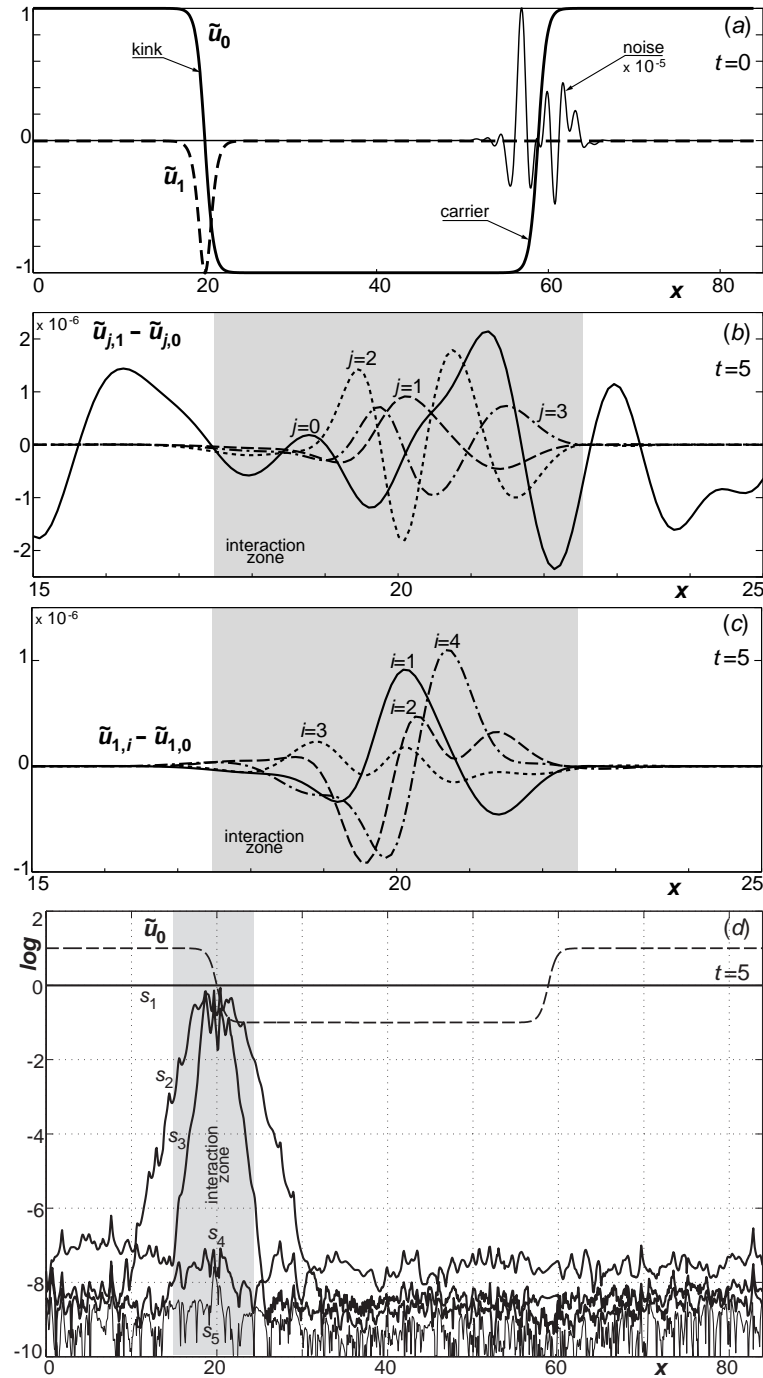 (a)
ũ₀
kink
noise
x 10⁻⁵
t=0
ũ₁
carrier
1
0
-1
0 20 40 60 80
x
x 10⁻⁶
ũⱼ,₁ − ũⱼ,₀
(b)
t=5
j=2
j=1
j=3
j=0
2
1
0
-1
-2
interaction
zone
15 20 25
x
x 10⁻⁶
(c)
t=5
i=4
i=1
i=2
i=3
ũ₁,ᵢ − ũ₁,₀
1
0
-1
interaction
zone
15 20 25
x
2
log
ũ₀
(d)
t=5
0
s₁
-2
s₂
-4
s₃
interaction
zone
-6
s₄
-8
s₅
-10
0 20 40 60 80
x